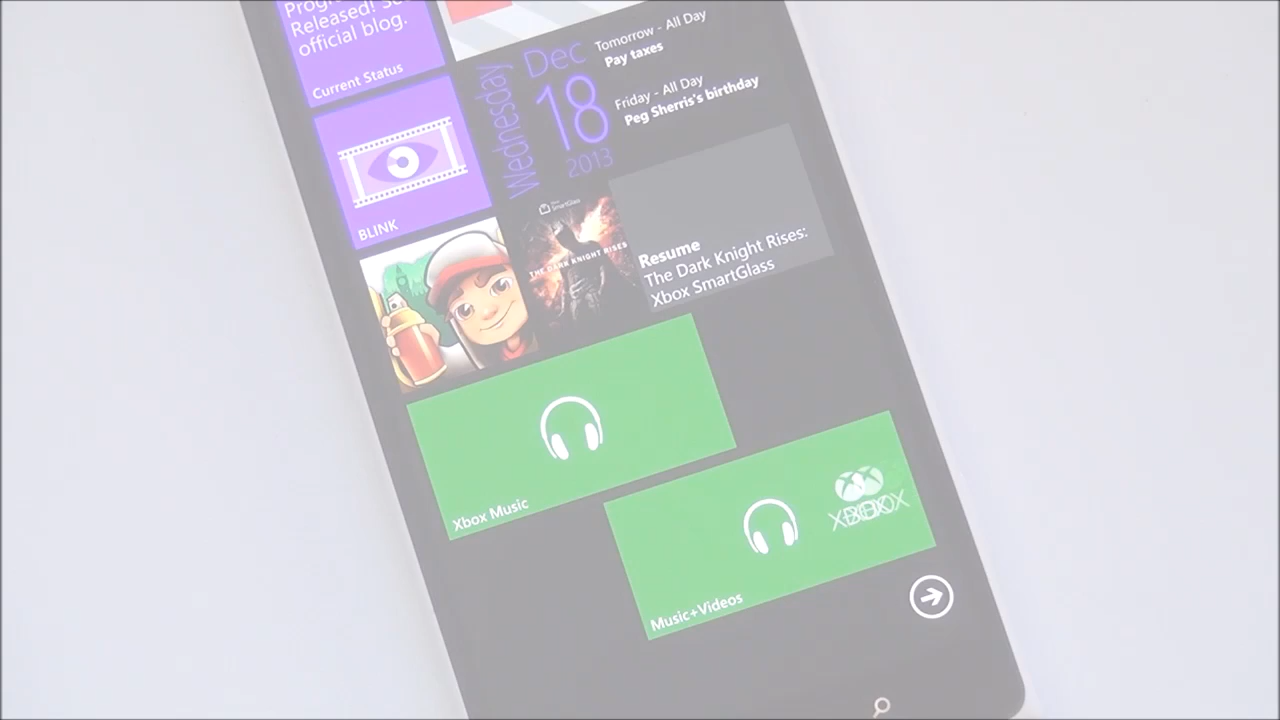 Released! Se
official blog.
Current Status
BLINK
Wednesday
Dec
18
2013
Tomorrow - All Day
Pay taxes
Friday - All Day
Peg Sherris's birthday
SmartGlass
THE DARK KNIGHT RISES
Resume
The Dark Knight Rises:
Xbox SmartGlass
Xbox Music
XBOX
Music+Videos